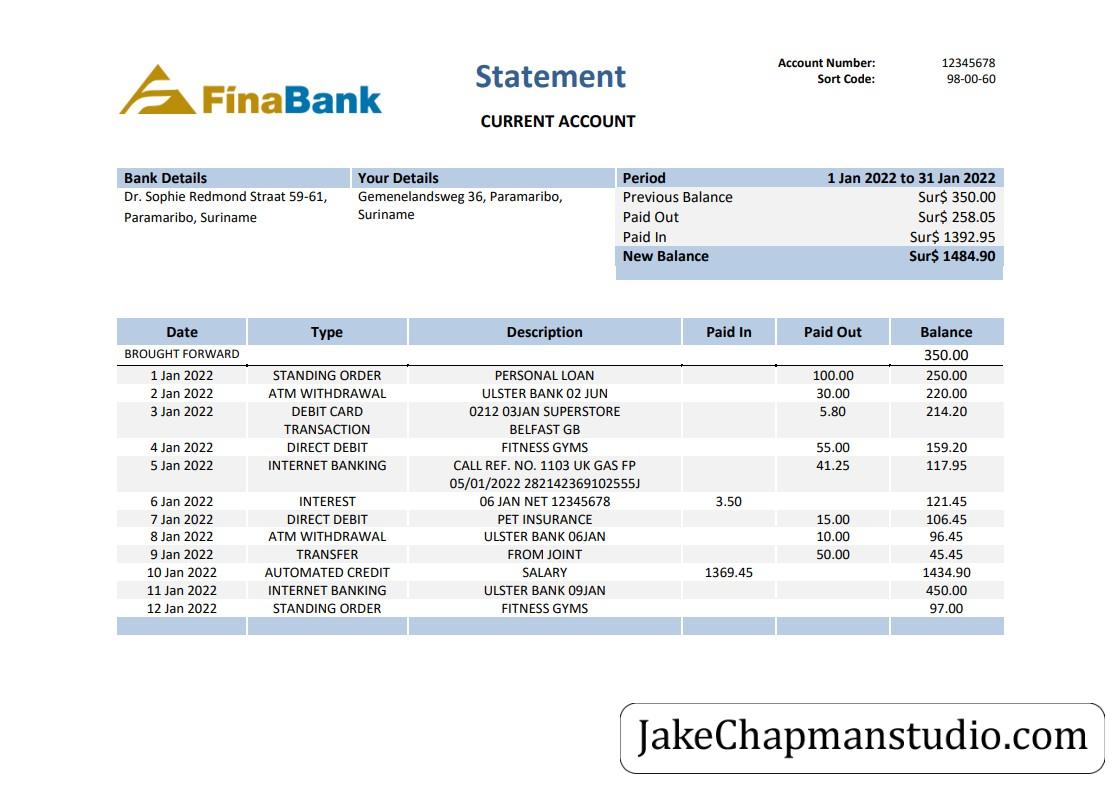 FinaBank
Statement
CURRENT ACCOUNT
Account Number: 12345678
Sort Code: 98-00-60
Bank Details
Dr. Sophie Redmond Straat 59-61,
Paramaribo, Suriname
Your Details
Gemenelandsweg 36, Paramaribo,
Suriname
Period 1 Jan 2022 to 31 Jan 2022
Previous Balance Sur$ 350.00
Paid Out Sur$ 258.05
Paid In Sur$ 1392.95
New Balance Sur$ 1484.90
Date Type Description Paid In Paid Out Balance
BROUGHT FORWARD 350.00
1 Jan 2022 STANDING ORDER PERSONAL LOAN 100.00 250.00
2 Jan 2022 ATM WITHDRAWAL ULSTER BANK 02 JUN 30.00 220.00
3 Jan 2022 DEBIT CARD 0212 03JAN SUPERSTORE 5.80 214.20
TRANSACTION BELFAST GB
4 Jan 2022 DIRECT DEBIT FITNESS GYMS 55.00 159.20
5 Jan 2022 INTERNET BANKING CALL REF. NO. 1103 UK GAS FP 41.25 117.95
05/01/2022 282142369102555J
6 Jan 2022 INTEREST 06 JAN NET 12345678 3.50 121.45
7 Jan 2022 DIRECT DEBIT PET INSURANCE 15.00 106.45
8 Jan 2022 ATM WITHDRAWAL ULSTER BANK 06JAN 10.00 96.45
9 Jan 2022 TRANSFER FROM JOINT 50.00 45.45
10 Jan 2022 AUTOMATED CREDIT SALARY 1369.45 1434.90
11 Jan 2022 INTERNET BANKING ULSTER BANK 09JAN 450.00
12 Jan 2022 STANDING ORDER FITNESS GYMS 97.00
JakeChapmanstudio.com